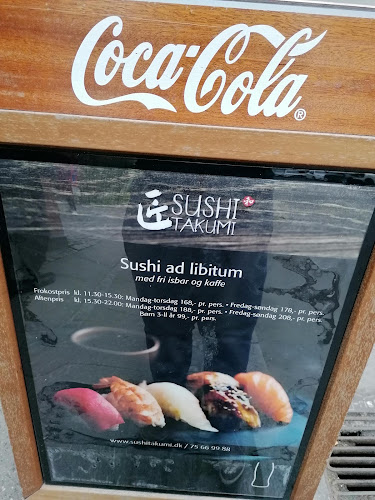 Coca-Cola®
匠 SUSHI
TAKUMI
Sushi ad libitum
med fri isbar og kaffe
Frokostpris kl. 11.30-15.30: Mandag-torsdag 168,- pr. pers. • Fredag-søndag 178,- pr. pers.
Aftenpris kl. 15.30-22.00: Mandag-torsdag 188,- pr. pers. • Fredag-søndag 208,- pr. pers.
Børn 3-11 år 99,- pr. pers.
www.sushitakumi.dk / 75 66 99 88